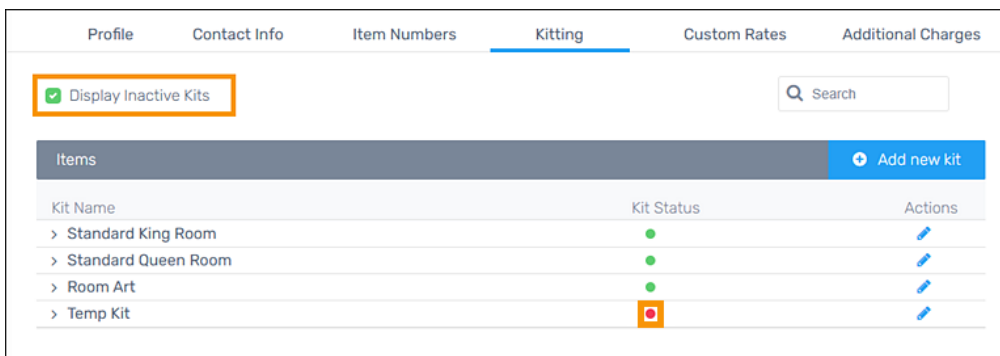 Profile Contact Info Item Numbers Kitting Custom Rates Additional Charges
Display Inactive Kits Search
Items Add new kit
Kit Name Kit Status Actions
Standard King Room
Standard Queen Room
Room Art
Temp Kit